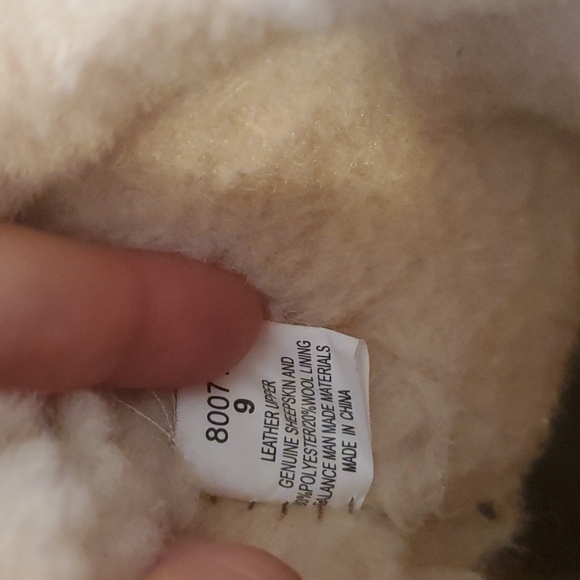 8007
9
LEATHER UPPER
GENUINE SHEEPSKIN AND
POLYESTER/20%WOOL LINING
MAN MADE MATERIALS
MADE IN CHINA